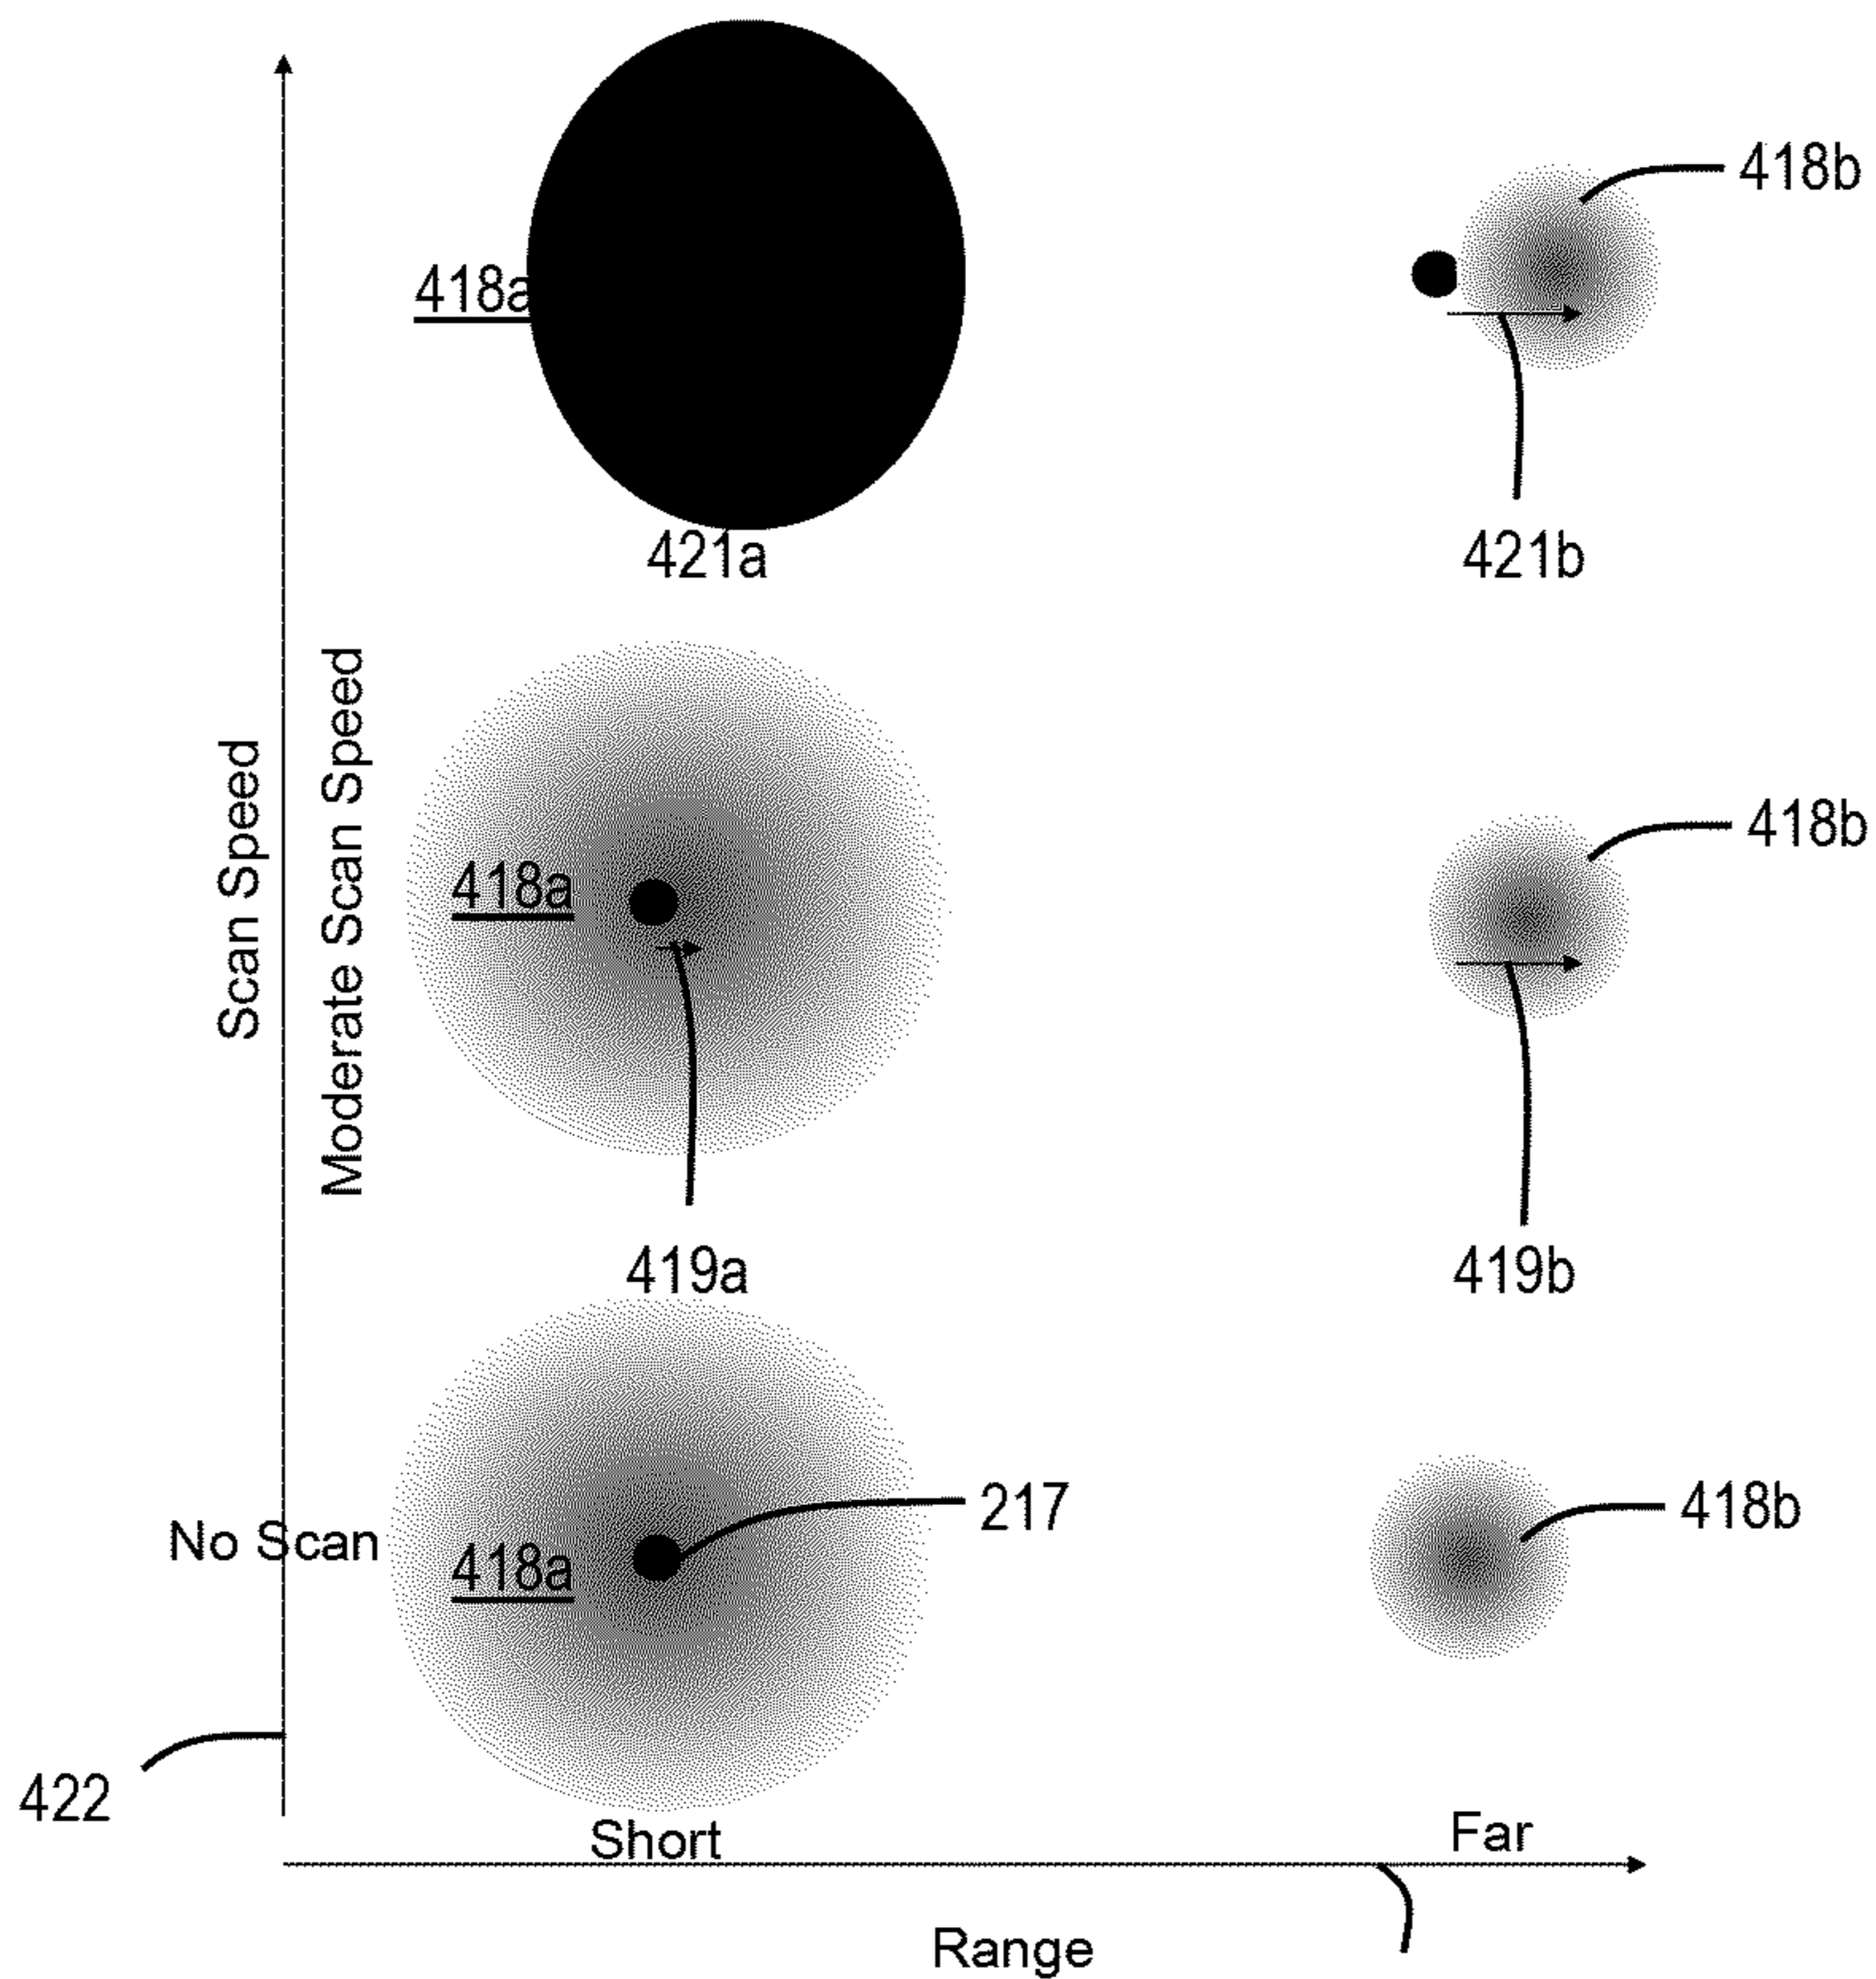 418b
418a
421a
421b
Scan Speed
Moderate Scan Speed
418b
418a
419a
419b
217
418b
No Scan
418a
422
Short
Far
Range